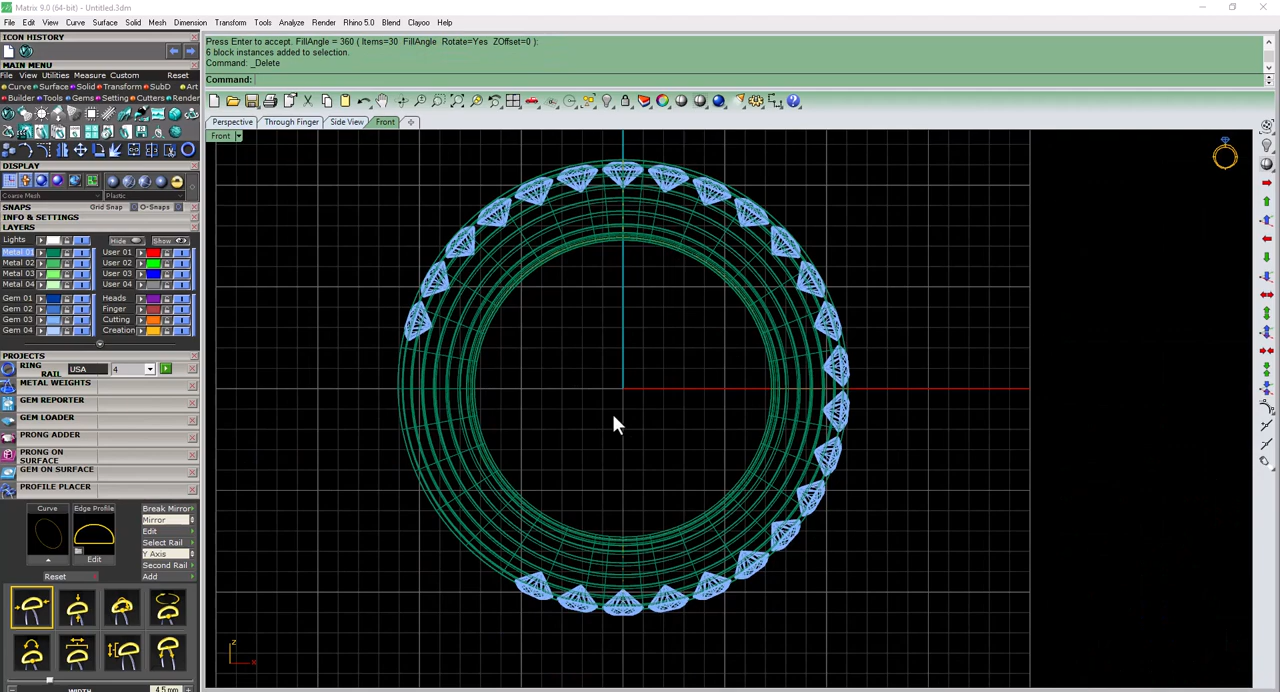 Matrix 9.0 (64-bit) - Untitled.3dm
File Edit View Curve Surface Solid Mesh Dimension Transform Tools Analyze Render Rhino 5.0 Blend Clayoo Help
ICON HISTORY
MAIN MENU
File View Utilities Measure Custom Reset
Curve Surface Solid Transform SubD Art
Builder Tools Gems Setting Cutters Render
DISPLAY
Coarse Mesh Plastic
SNAPS Grid Snap O-Snaps
INFO & SETTINGS
LAYERS
Lights Hide Show
Metal 01 User 01
Metal 02 User 02
Metal 03 User 03
Metal 04 User 04
Gem 01 Heads
Gem 02 Finger
Gem 03 Cutting
Gem 04 Creation
PROJECTS
RING RAIL USA 4
METAL WEIGHTS
GEM REPORTER
GEM LOADER
PRONG ADDER
PRONG ON SURFACE
GEM ON SURFACE
PROFILE PLACER
Curve Edge Profile Break Mirror
Mirror
Edit
Select Rail
Y Axis
Edit Second Rail
Reset Add
WIDTH 4.5 mm
Press Enter to accept. FillAngle = 360 ( Items=30 FillAngle Rotate=Yes ZOffset=0 ):
6 block instances added to selection.
Command: _Delete
Command:
Perspective Through Finger Side View Front
Front
z
x